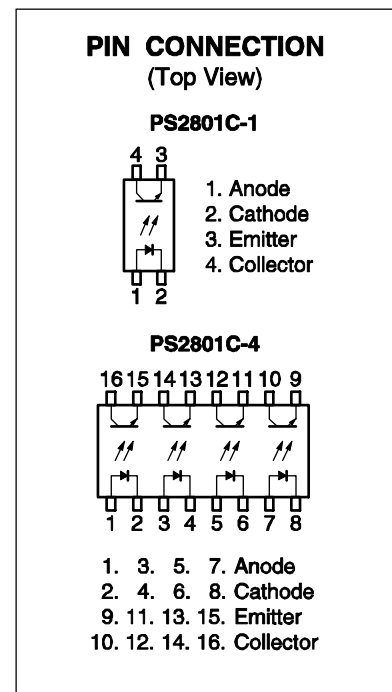 PIN CONNECTION
(Top View)
PS2801C-1
4 3
1. Anode
2. Cathode
3. Emitter
4. Collector
1 2
PS2801C-4
16 15 14 13 12 11 10 9
1 2 3 4 5 6 7 8
1. 3. 5. 7. Anode
2. 4. 6. 8. Cathode
9. 11. 13. 15. Emitter
10. 12. 14. 16. Collector